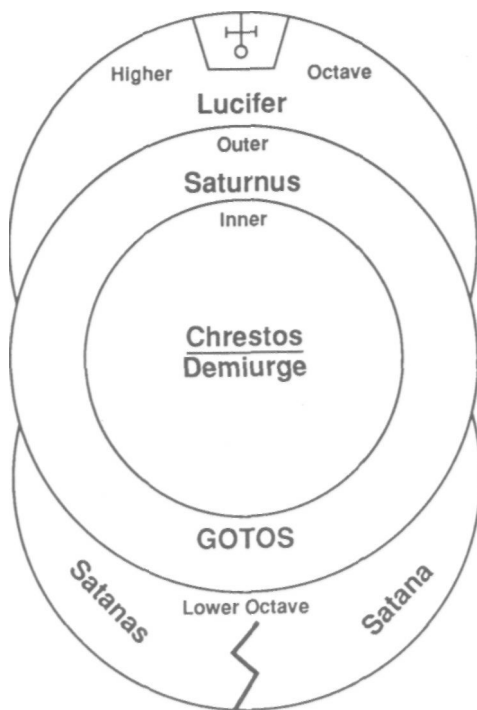 Higher Octave
Lucifer
Outer
Saturnus
Inner
Chrestos
Demiurge
GOTOS
Satanas
Satana
Lower Octave